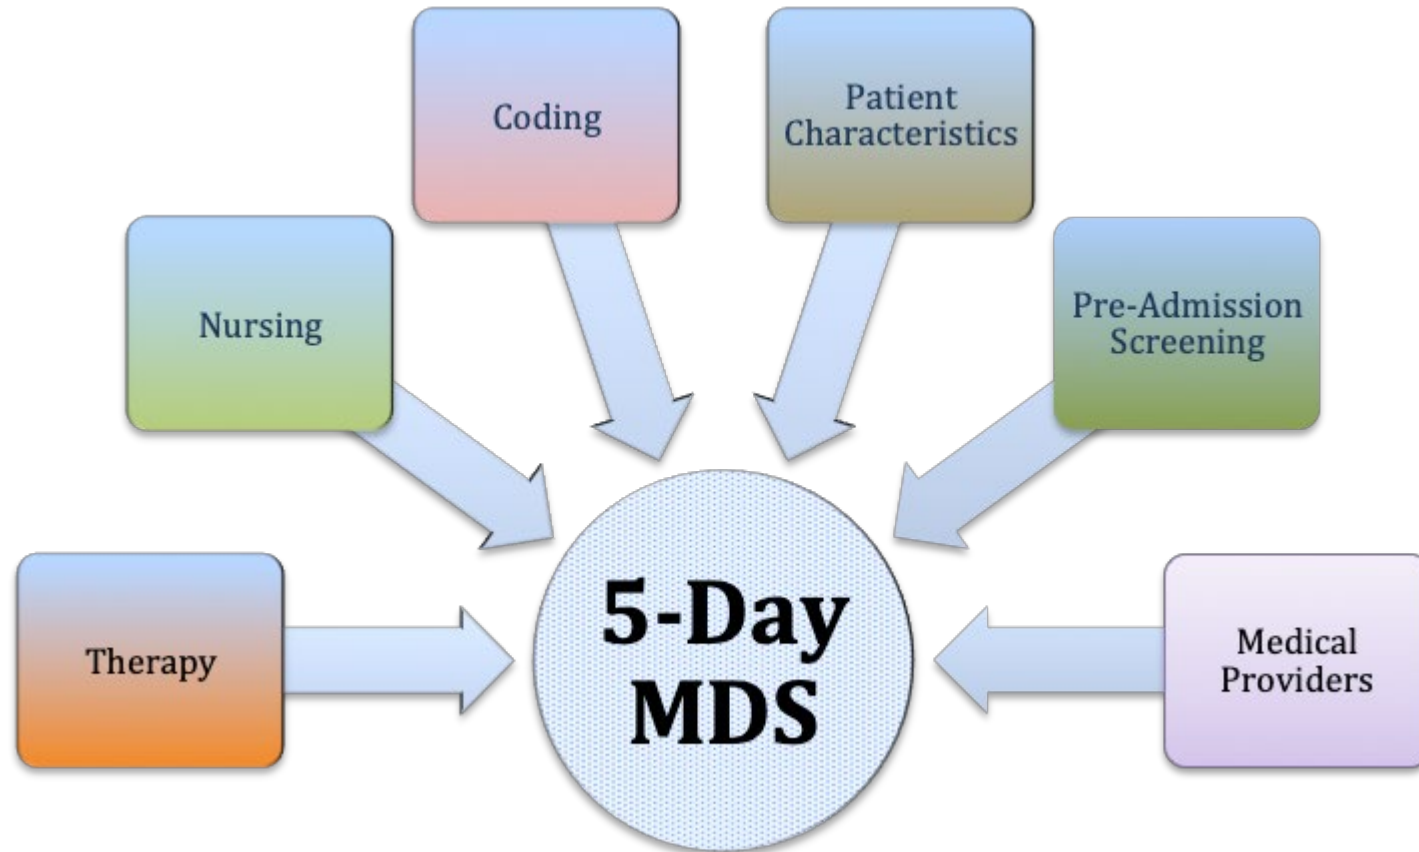 Coding
Patient
Characteristics
Nursing
Pre-Admission
Screening
Therapy
5-Day
MDS
Medical
Providers